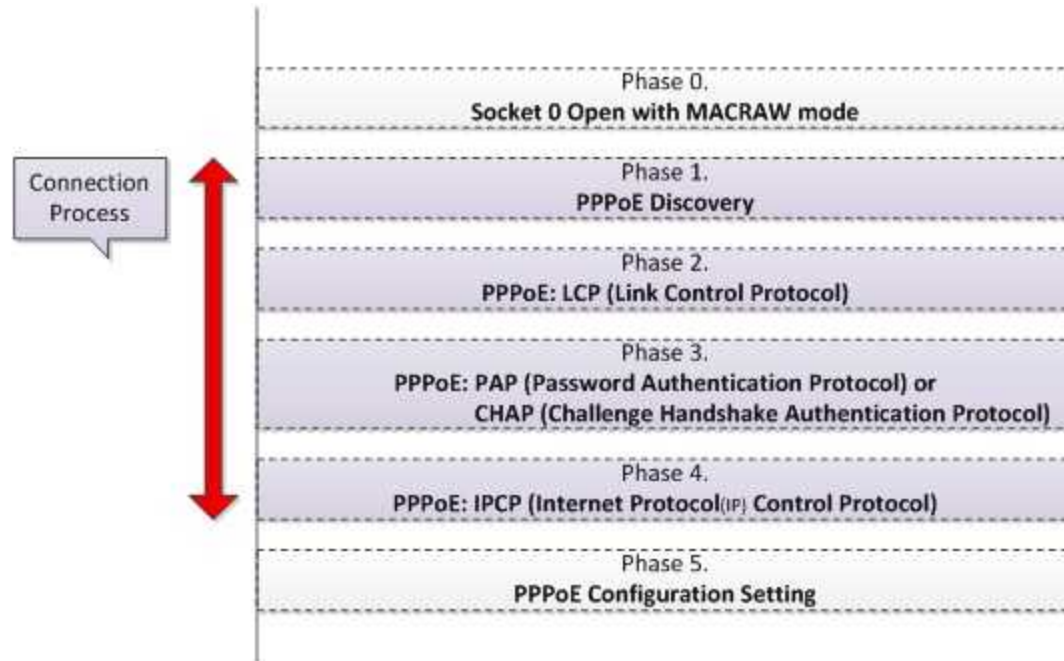 Phase 0.
Socket 0 Open with MACRAW mode
Connection
Process
Phase 1.
PPPoE Discovery
Phase 2.
PPPoE: LCP (Link Control Protocol)
Phase 3.
PPPoE: PAP (Password Authentication Protocol) or
CHAP (Challenge Handshake Authentication Protocol)
Phase 4.
PPPoE: IPCP (Internet Protocol(IP) Control Protocol)
Phase 5.
PPPoE Configuration Setting